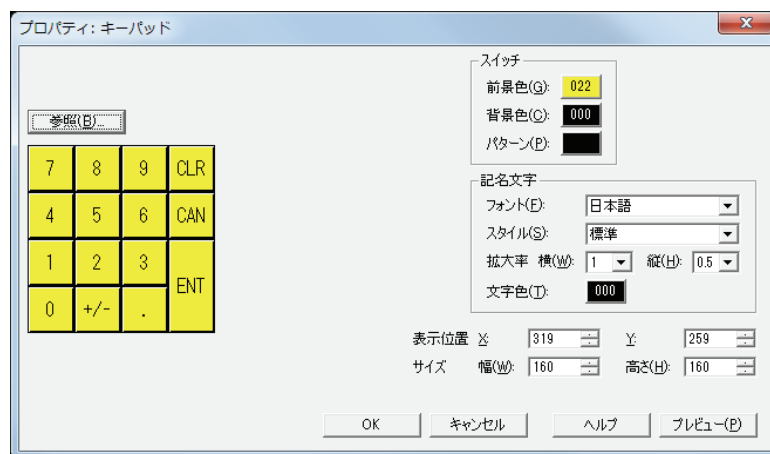 プロパティ: キーパッド
参照(B)...
7 8 9 CLR
4 5 6 CAN
1 2 3
ENT
0 +/- .
スイッチ
前景色(G): 022
背景色(C): 000
パターン(P):
記名文字
フォント(F): 日本語
スタイル(S): 標準
拡大率 横(W): 1 縦(H): 0.5
文字色(T): 000
表示位置 X: 319 Y: 259
サイズ 幅(W): 160 高さ(H): 160
OK キャンセル ヘルプ プレビュー(P)